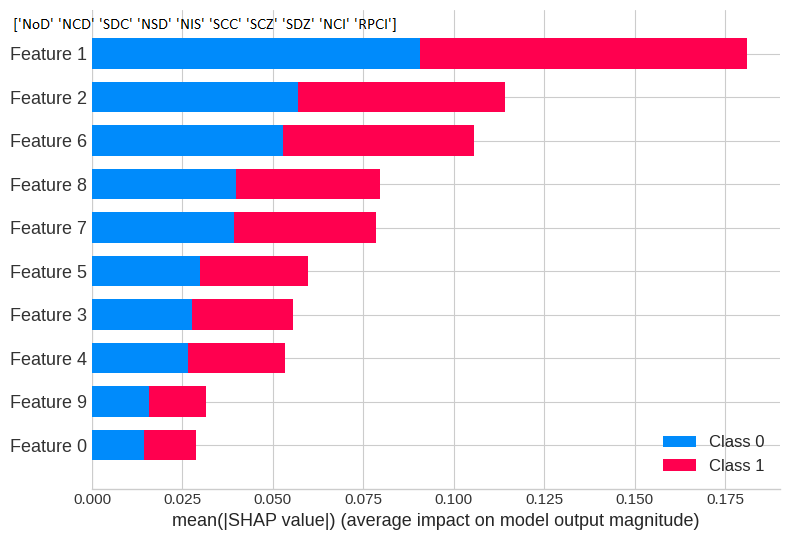 ['NoD' 'NCD' 'SDC' 'NSD' 'NIS' 'SCC' 'SCZ' 'SDZ' 'NCI' 'RPCI']
Feature 1
Feature 2
Feature 6
Feature 8
Feature 7
Feature 5
Feature 3
Feature 4
Feature 9
Feature 0
Class 0
Class 1
0.000 0.025 0.050 0.075 0.100 0.125 0.150 0.175
mean(|SHAP value|) (average impact on model output magnitude)